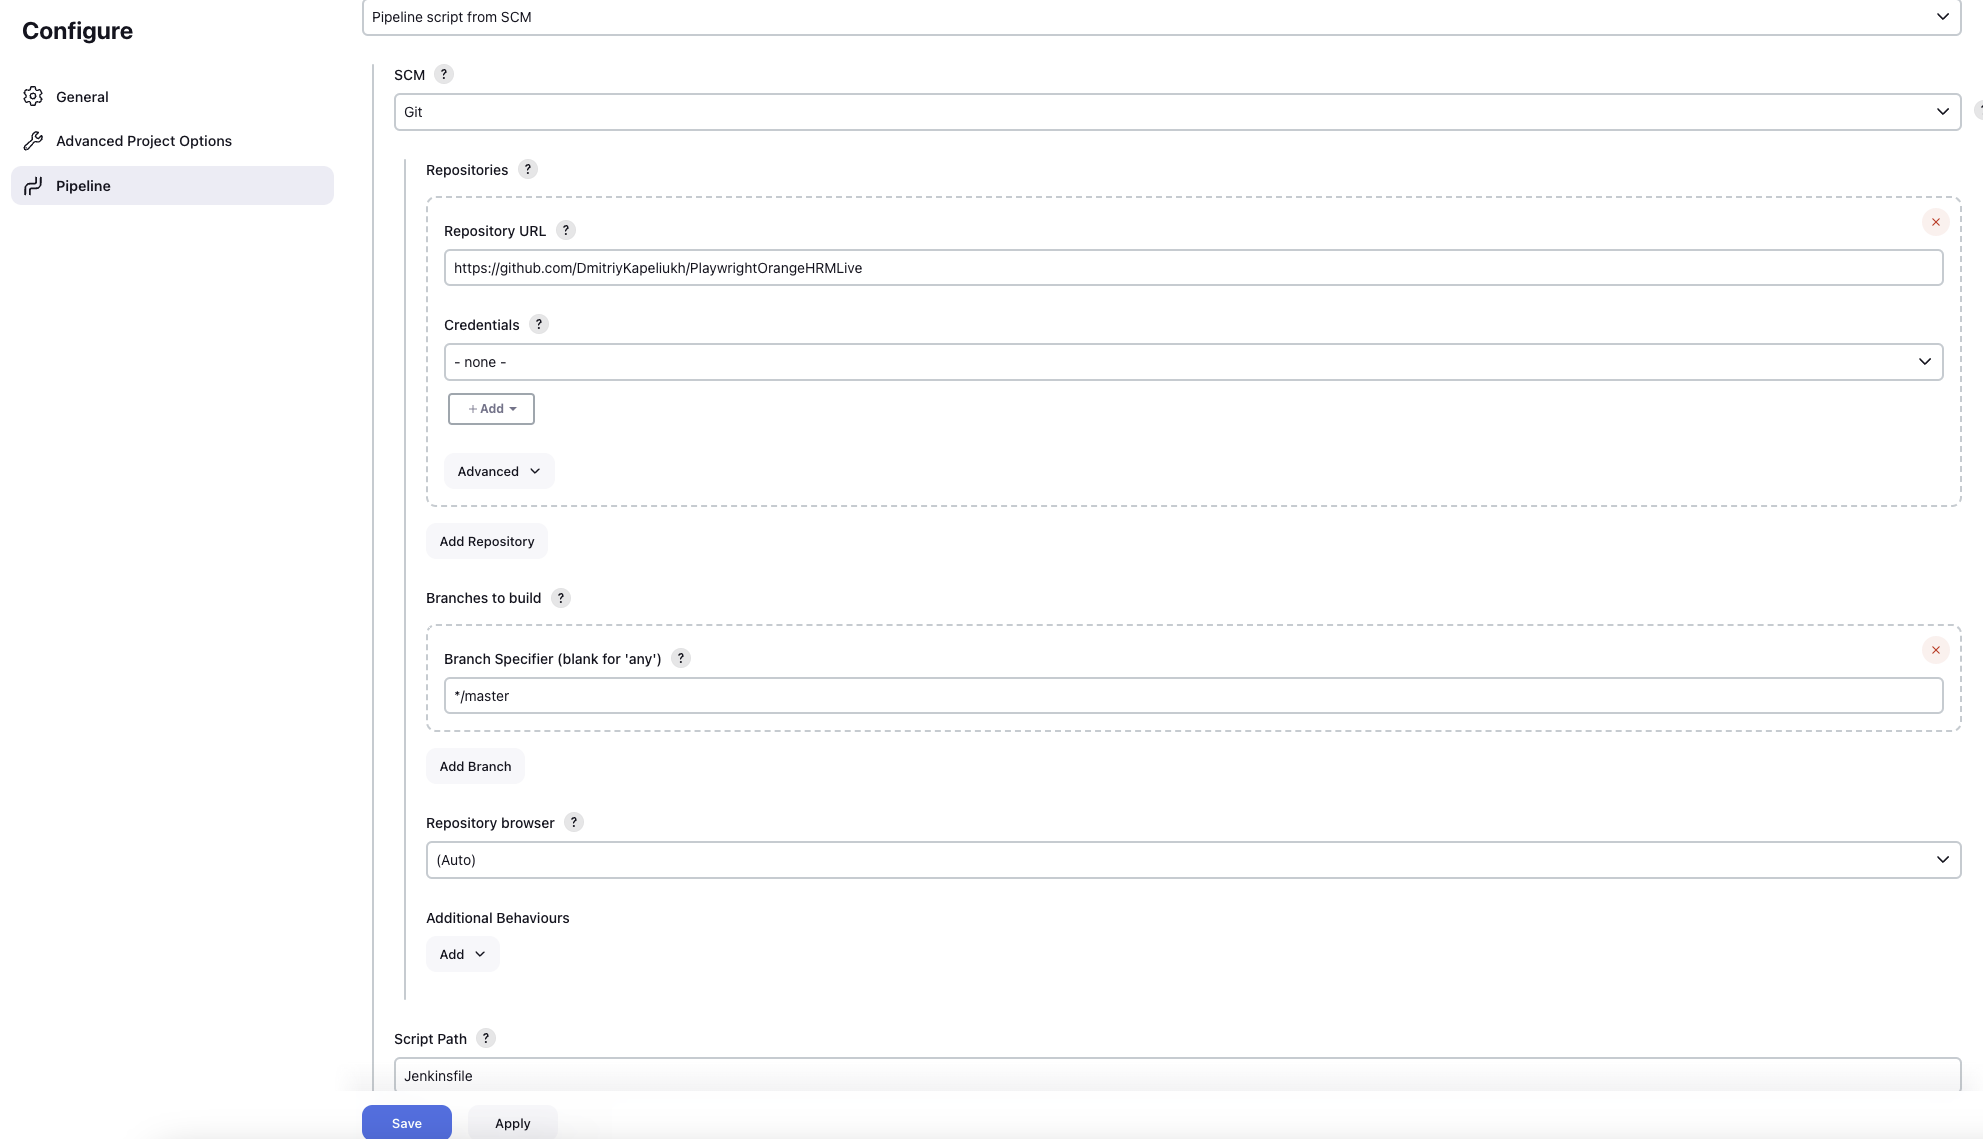 Configure
General
Advanced Project Options
Pipeline
Pipeline script from SCM
SCM ?
Git
Repositories ?
Repository URL ?
https://github.com/DmitriyKapeliukh/PlaywrightOrangeHRMLive
Credentials ?
- none -
+ Add
Advanced
Add Repository
Branches to build ?
Branch Specifier (blank for 'any') ?
*/master
Add Branch
Repository browser ?
(Auto)
Additional Behaviours
Add
Script Path ?
Jenkinsfile
Save
Apply